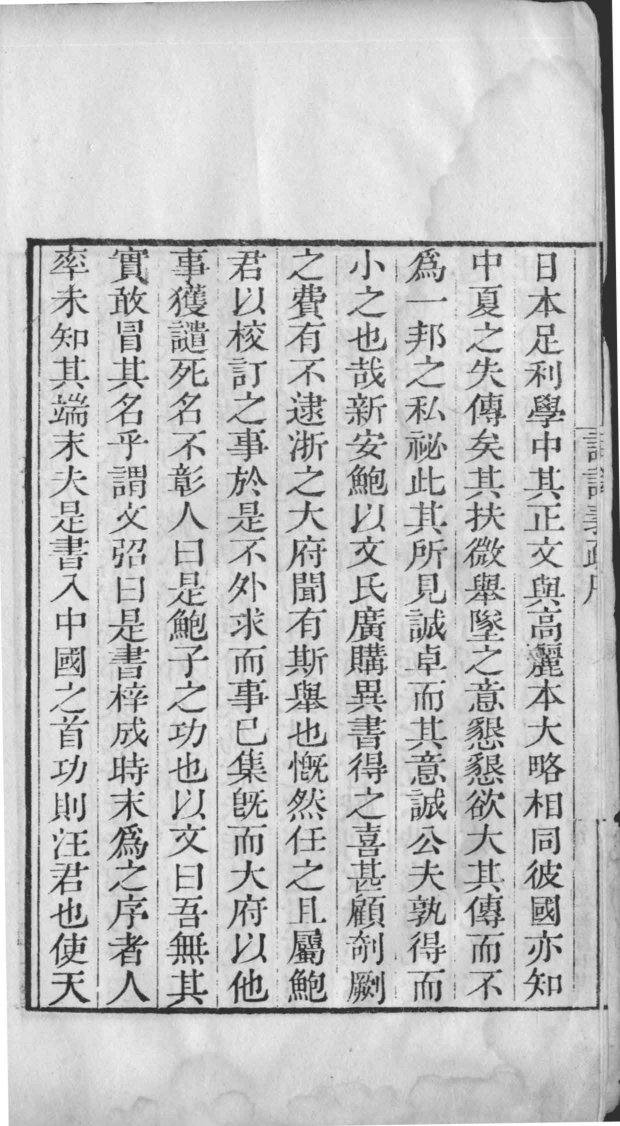 日本足利學中其正文與高麗本大略相同彼國亦知
中夏之失傳矣其扶微舉墜之意懇懇欲大其傳而不
爲一邦之私祕此其所見誠卓而其意誠公夫孰得而
小之也哉新安鮑以文氏廣購異書得之喜甚顧剞劂
之費有不逮浙之大府聞有斯舉也慨然任之且屬鮑
君以校訂之事於是不外求而事已集旣而大府以他
事獲譴死名不彰人曰是鮑子之功也以文曰吾無其
實敢冒其名乎謂文弨曰是書梓成時未爲之序者人
率未知其端末夫是書入中國之首功則汪君也使天